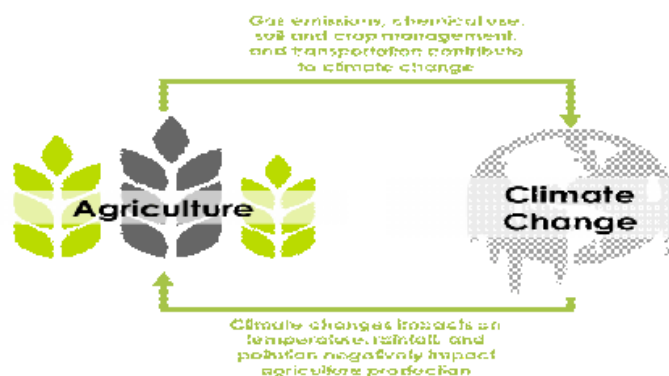 Gas emissions, chemical use,
soil and crop management,
and transportation contribute
to climate change
Agriculture
Climate
Change
Climate changes impacts on
temperature, rainfall, and
pollution negatively impact
agriculture production